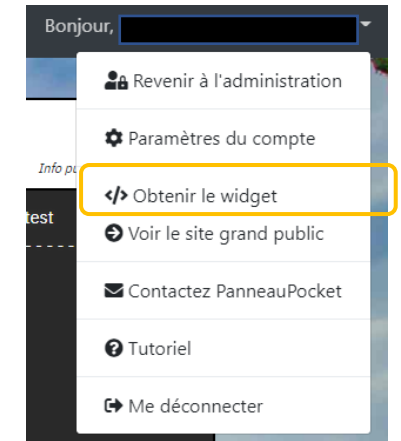 Bonjour,
Revenir à l'administration
Paramètres du compte
Info pu
</> Obtenir le widget
test
Voir le site grand public
Contactez PanneauPocket
Tutoriel
Me déconnecter